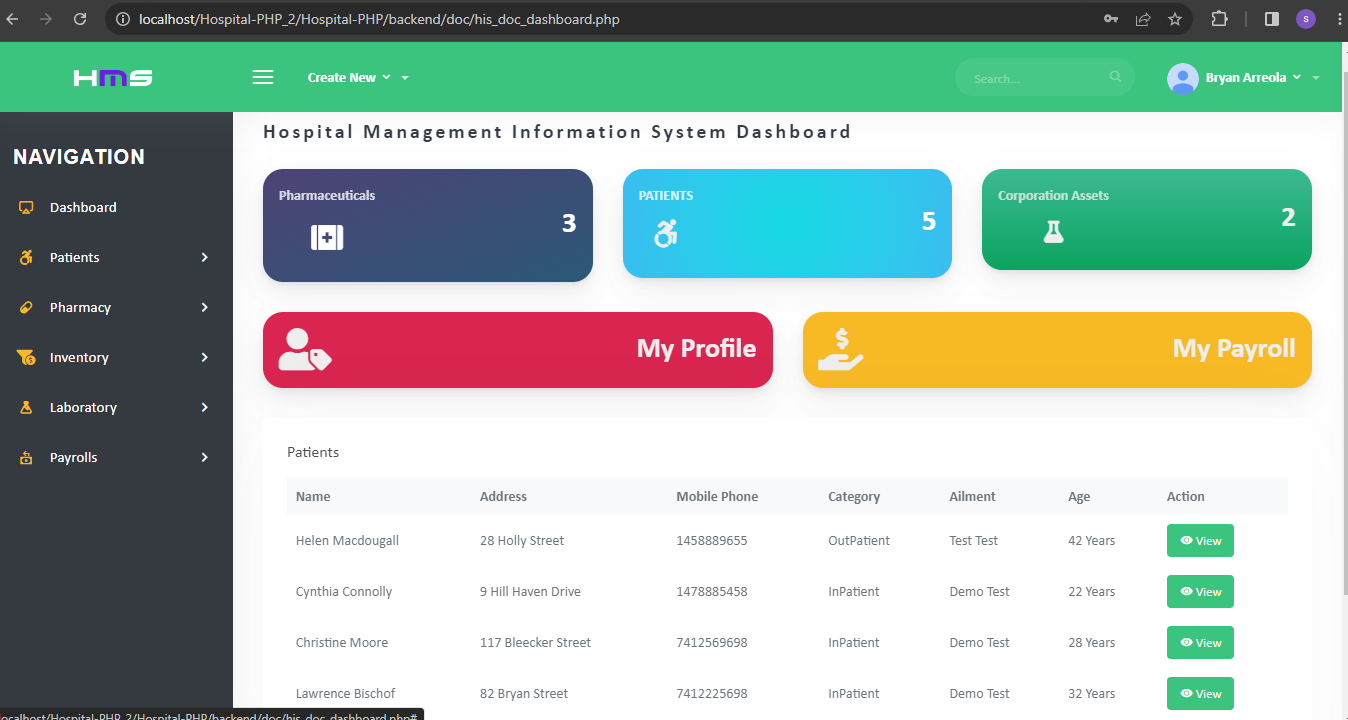 localhost/Hospital-PHP_2/Hospital-PHP/backend/doc/his_doc_dashboard.php
S
HMS
Create New
Search...
Bryan Arreola
NAVIGATION
Dashboard
Patients
Pharmacy
Inventory
Laboratory
Payrolls
Hospital Management Information System Dashboard
Pharmaceuticals
3
PATIENTS
5
Corporation Assets
2
My Profile
My Payroll
Patients
Name Address Mobile Phone Category Ailment Age Action
Helen Macdougall 28 Holly Street 1458889655 OutPatient Test Test 42 Years View
Cynthia Connolly 9 Hill Haven Drive 1478885458 InPatient Demo Test 22 Years View
Christine Moore 117 Bleecker Street 7412569698 InPatient Demo Test 28 Years View
Lawrence Bischof 82 Bryan Street 7412225698 InPatient Demo Test 32 Years View
ocalhost/Hospital-PHP_2/Hospital-PHP/backend/doc/his_doc_dashboard.php#